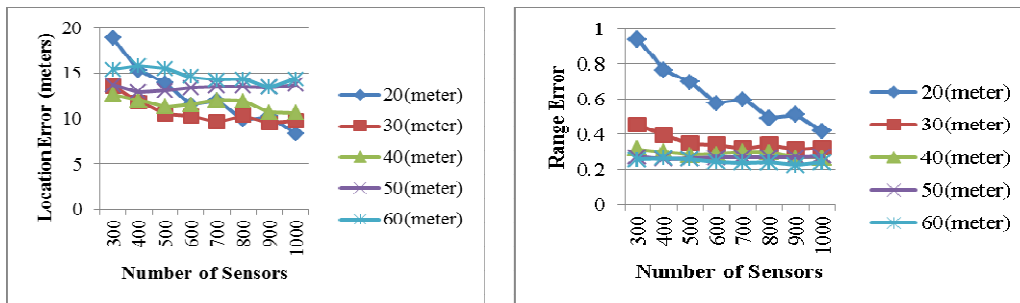 Location Error (meters)
20
15
10
5
0
300
400
500
600
700
800
900
1000
Number of Sensors
20(meter)
30(meter)
40(meter)
50(meter)
60(meter)
Range Error
1
0.8
0.6
0.4
0.2
0
300
400
500
600
700
800
900
1000
Number of Sensors
20(meter)
30(meter)
40(meter)
50(meter)
60(meter)